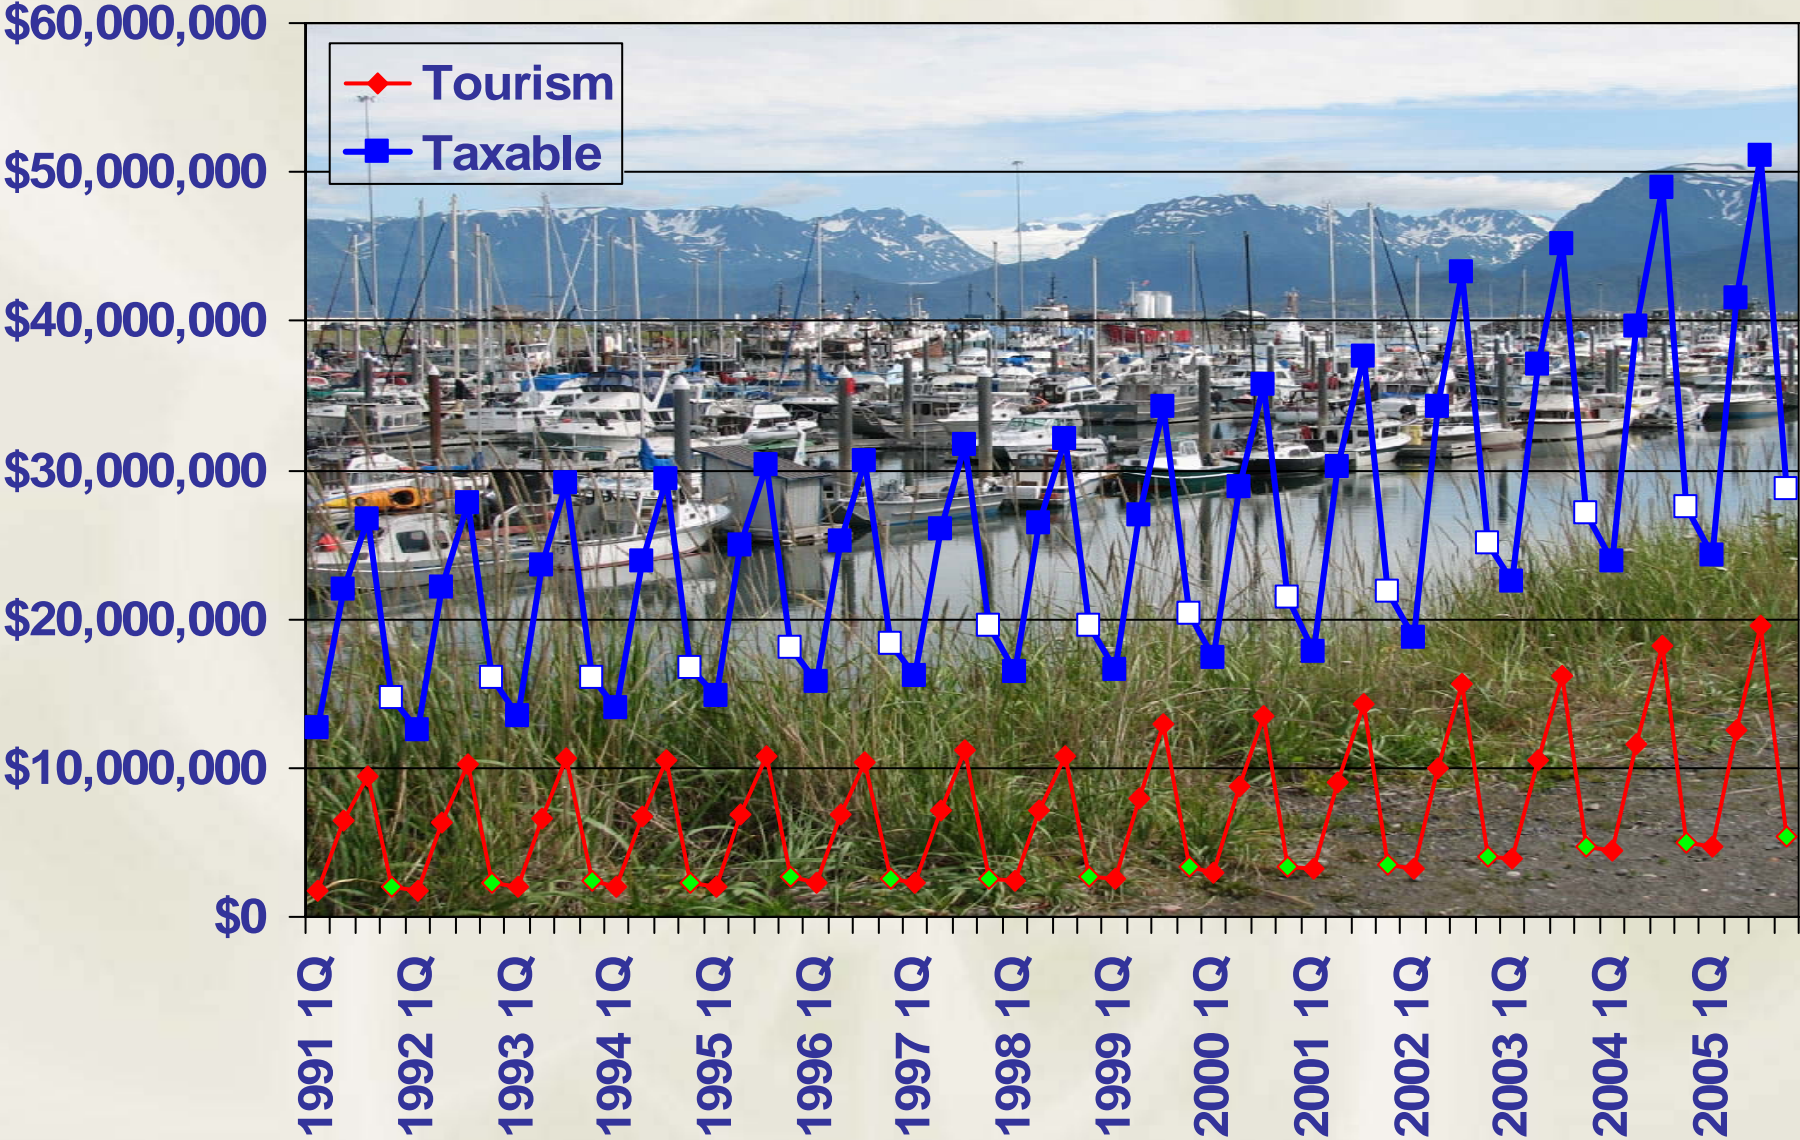 $60,000,000
$50,000,000
$40,000,000
$30,000,000
$20,000,000
$10,000,000
$0
Tourism
Taxable
1991 1Q
1992 1Q
1993 1Q
1994 1Q
1995 1Q
1996 1Q
1997 1Q
1998 1Q
1999 1Q
2000 1Q
2001 1Q
2002 1Q
2003 1Q
2004 1Q
2005 1Q